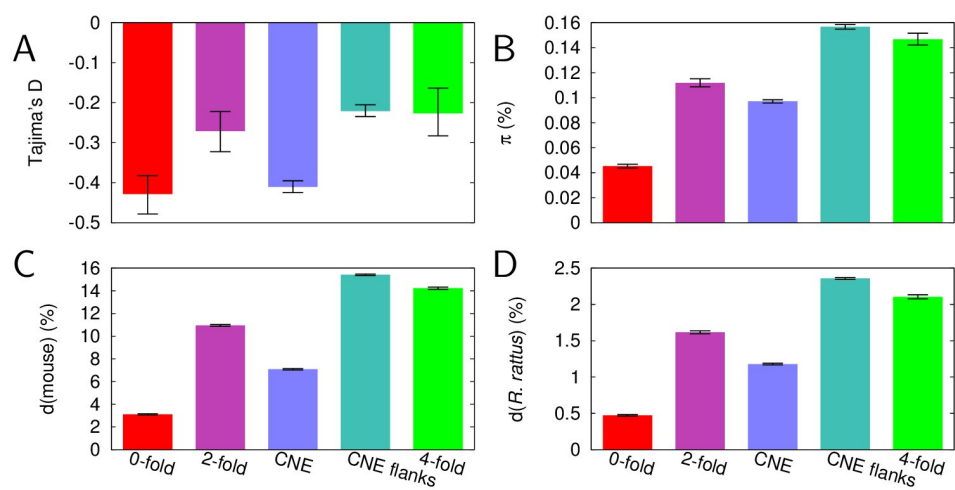 A
Tajima's D
0
-0.1
-0.2
-0.3
-0.4
-0.5
B
π (%)
0.16
0.14
0.12
0.1
0.08
0.06
0.04
0.02
0
C
d(mouse) (%)
16
14
12
10
8
6
4
2
0
0-fold
2-fold
CNE
CNE flanks
4-fold
D
d(R. rattus) (%)
2.5
2
1.5
1
0.5
0
0-fold
2-fold
CNE
CNE flanks
4-fold